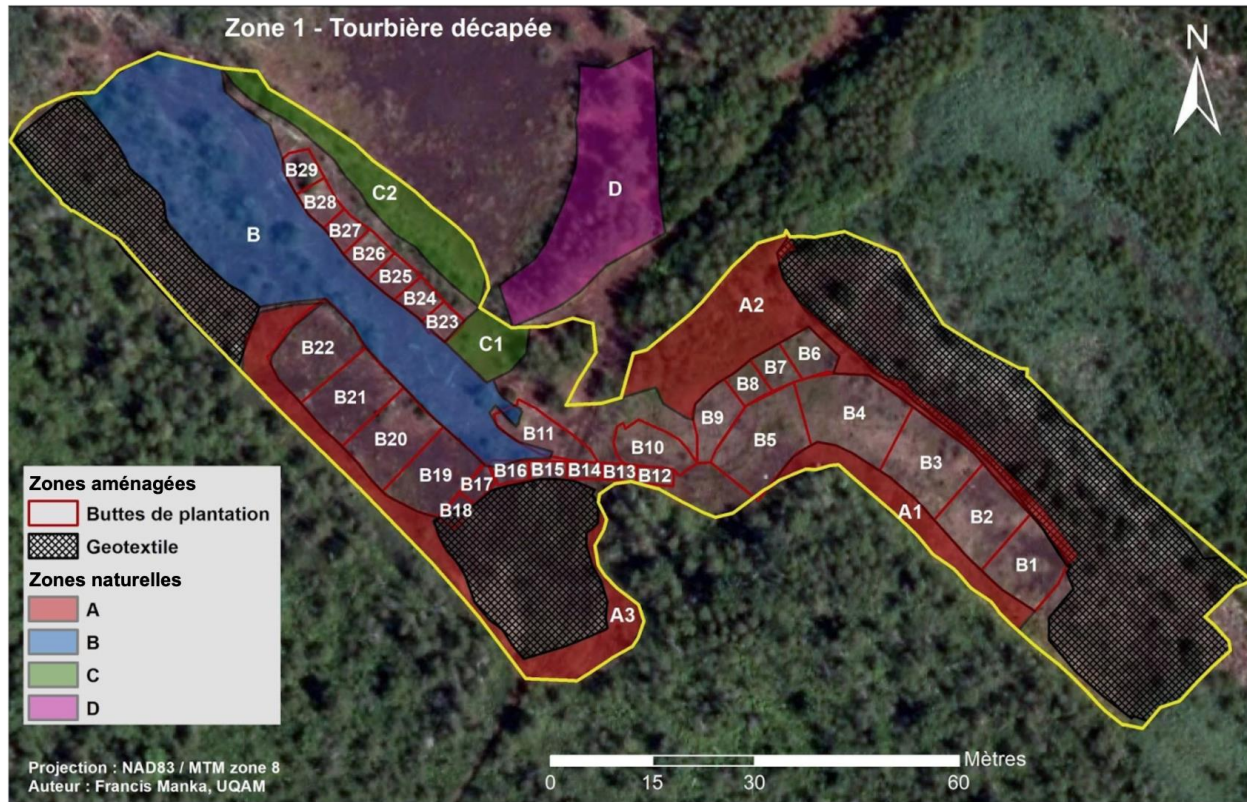 Zone 1 - Tourbière décapée
N
B29
B28
C2
D
B
B27
B26
B25
B24
B23
C1
A2
B6
B7
B8
B9
B4
B5
B3
B2
B1
A1
B22
B21
B20
B19
B11
B10
B16
B15
B14
B13
B12
B17
B18
A3
Zones aménagées
Buttes de plantation
Geotextile
Zones naturelles
A
B
C
D
Projection : NAD83 / MTM zone 8
Auteur : Francis Manka, UQAM
Mètres
0 15 30 60